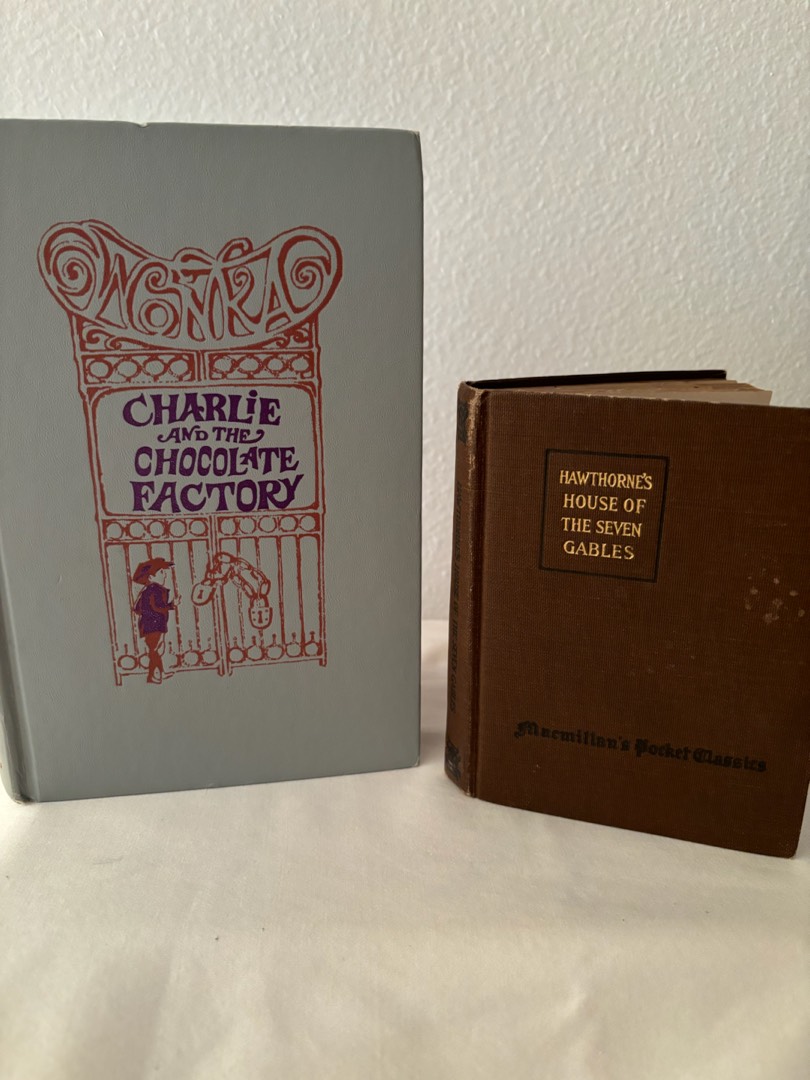 WONKA
CHARLiE
AND THE
CHOCOLATE
FACTORY
HAWTHORNE'S
HOUSE OF
THE SEVEN
GABLES
Macmillan's Pocket Classics